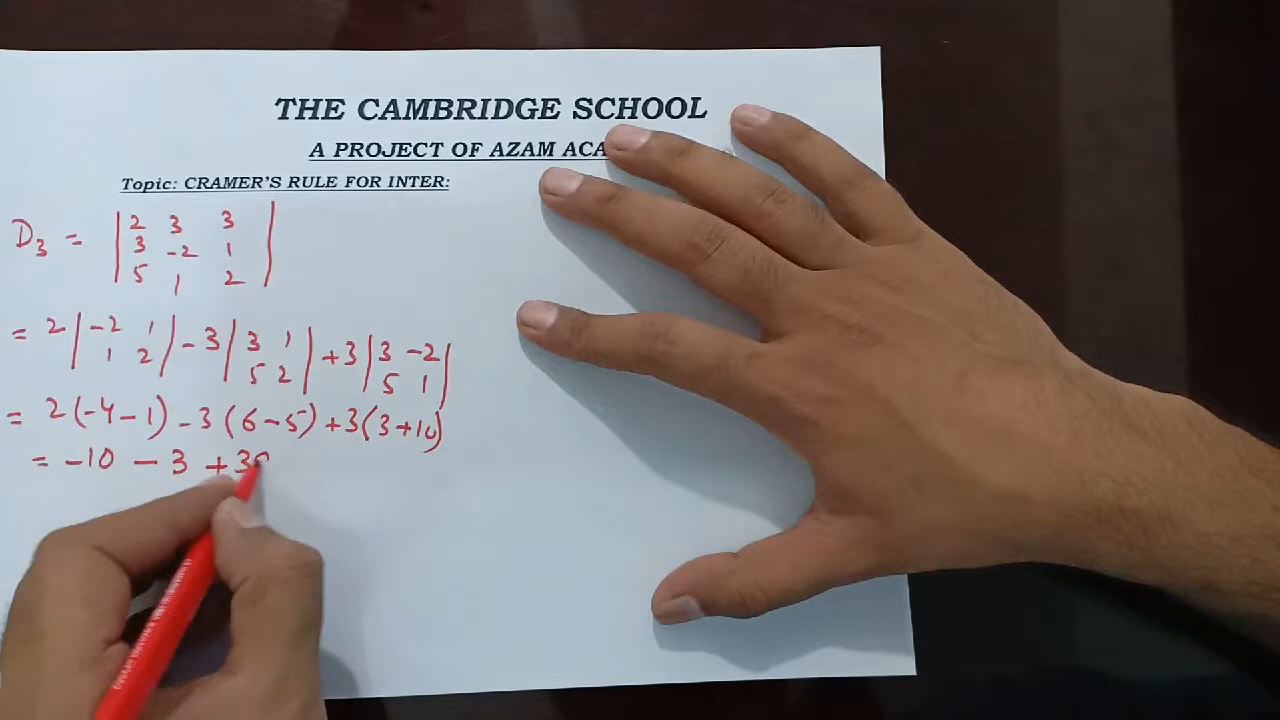 THE CAMBRIDGE SCHOOL
A PROJECT OF AZAM
Topic: CRAMER'S RULE FOR INTER:
D3 = | 2 3 3 |
| 3 -2 1 |
| 5 1 2 |
= 2 | -2 1 | - 3 | 3 1 | + 3 | 3 -2 |
| 1 2 | | 5 2 | | 5 1 |
= 2(-4-1) - 3(6-5) + 3(3+10)
= -10 - 3 + 39